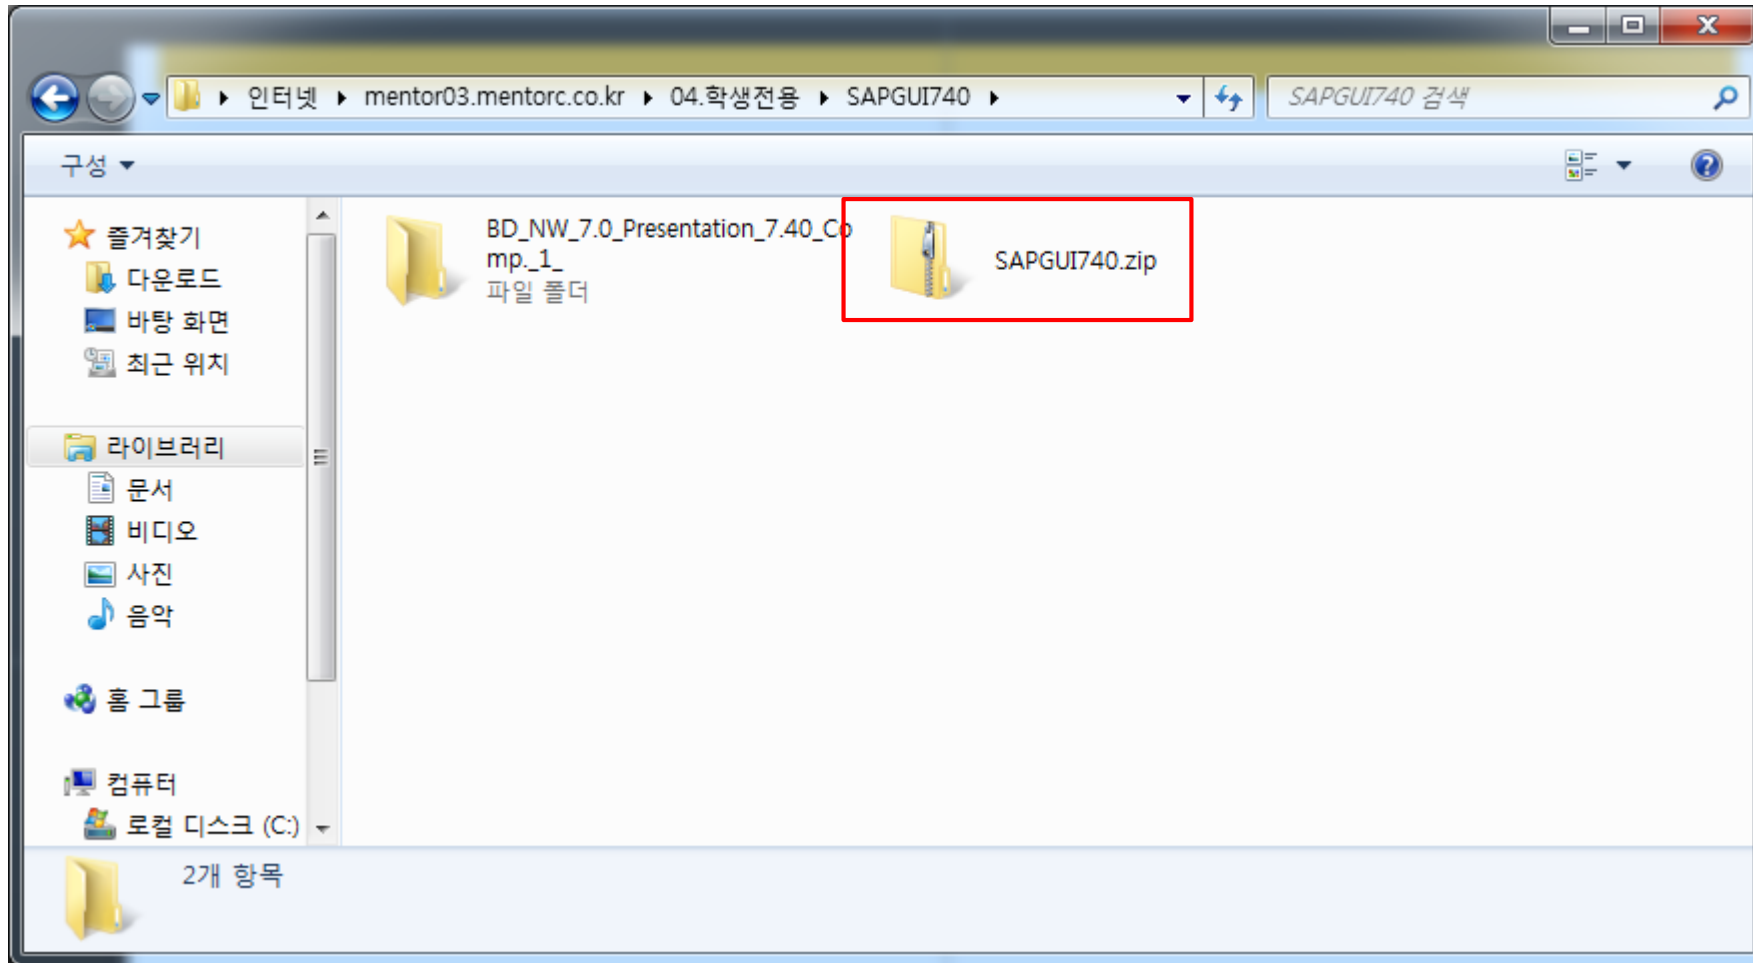 인터넷 mentor03.mentorc.co.kr 04.학생전용 SAPGUI740
SAPGUI740 검색
구성
즐겨찾기
다운로드
바탕 화면
최근 위치
라이브러리
문서
비디오
사진
음악
홈 그룹
컴퓨터
로컬 디스크 (C:)
BD_NW_7.0_Presentation_7.40_Co
mp._1_
파일 폴더
SAPGUI740.zip
2개 항목